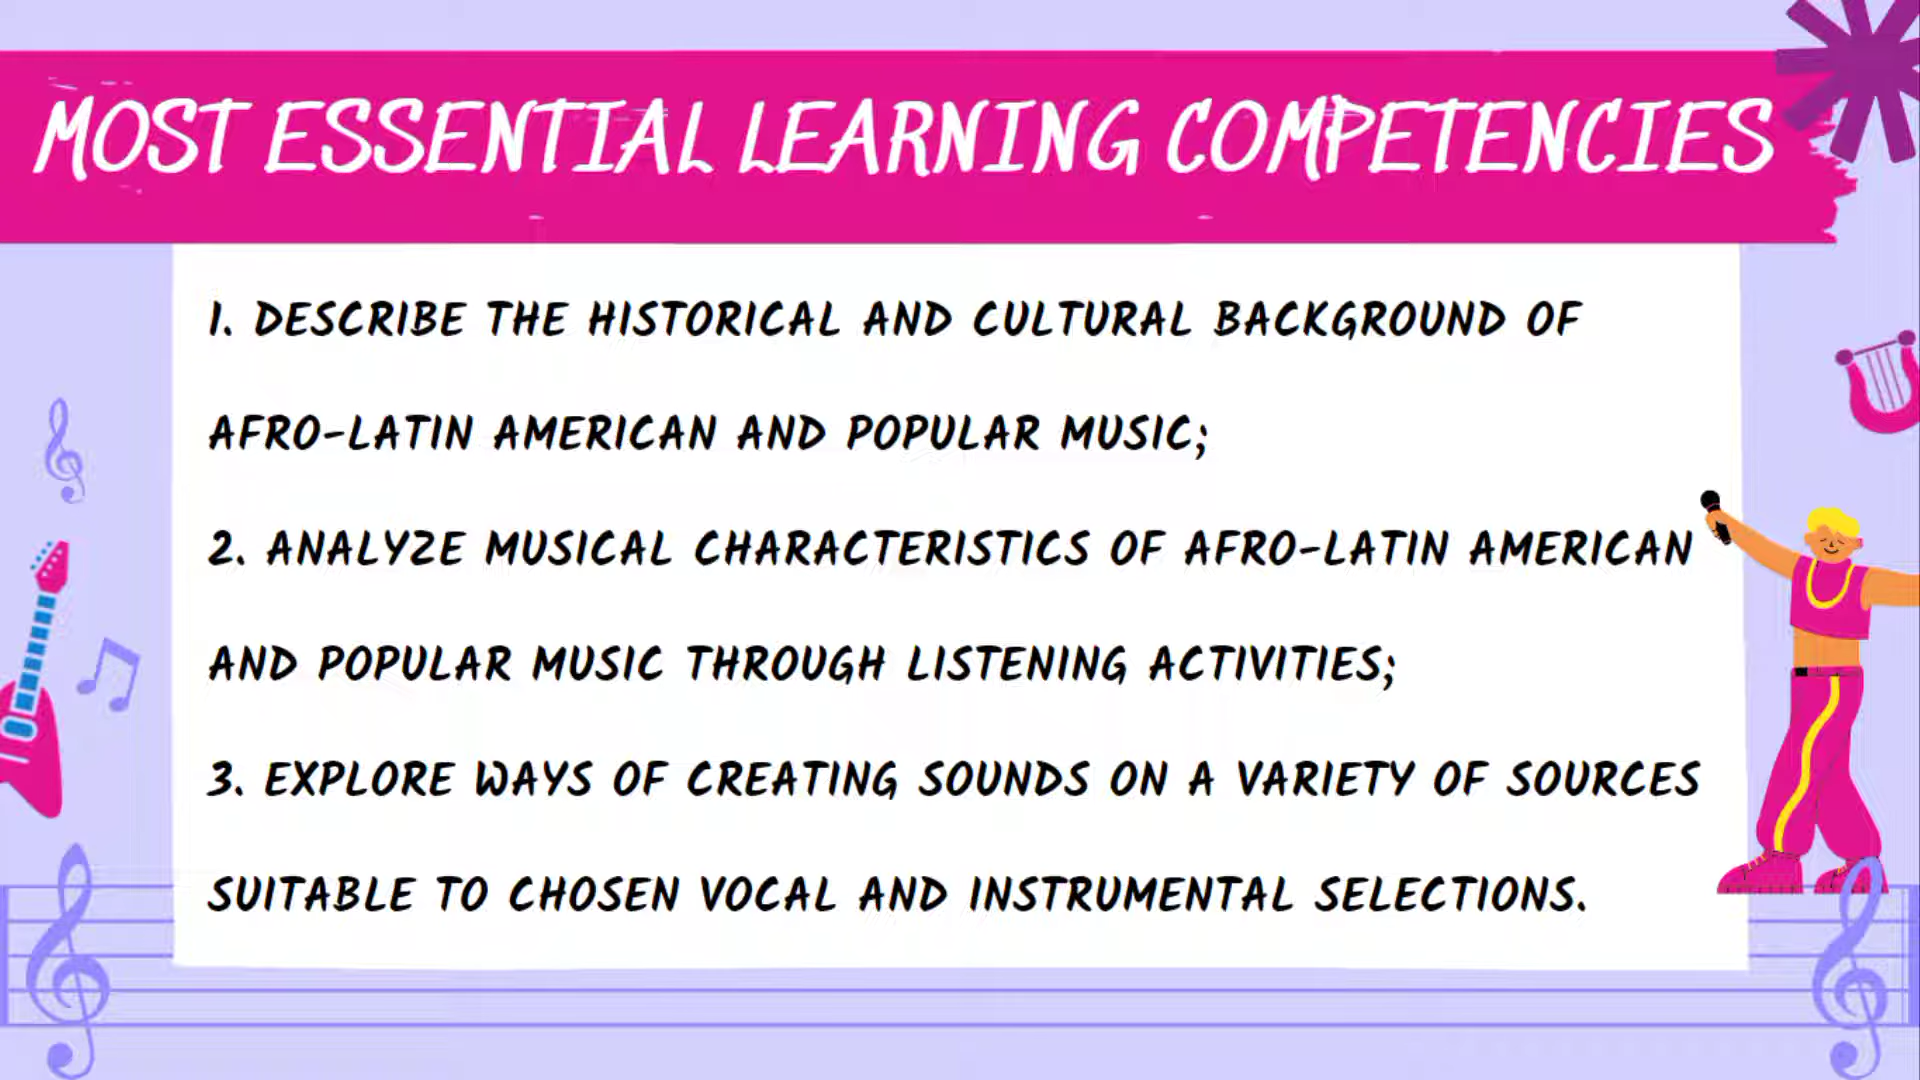 MOST ESSENTIAL LEARNING COMPETENCIES
1. DESCRIBE THE HISTORICAL AND CULTURAL BACKGROUND OF
AFRO-LATIN AMERICAN AND POPULAR MUSIC;
2. ANALYZE MUSICAL CHARACTERISTICS OF AFRO-LATIN AMERICAN
AND POPULAR MUSIC THROUGH LISTENING ACTIVITIES;
3. EXPLORE WAYS OF CREATING SOUNDS ON A VARIETY OF SOURCES
SUITABLE TO CHOSEN VOCAL AND INSTRUMENTAL SELECTIONS.